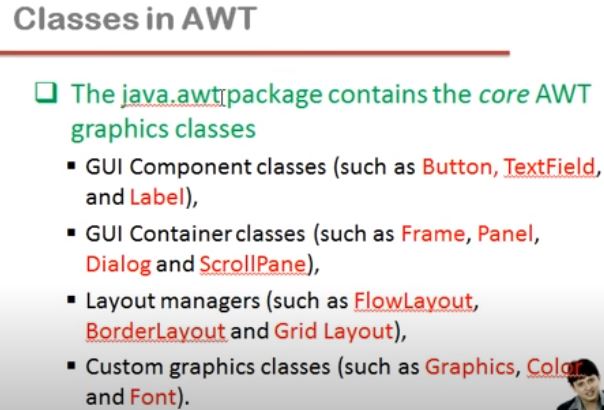 Classes in AWT
The java.awt package contains the core AWT
graphics classes
GUI Component classes (such as Button, TextField,
and Label),
GUI Container classes (such as Frame, Panel,
Dialog and ScrollPane),
Layout managers (such as FlowLayout,
BorderLayout and Grid Layout),
Custom graphics classes (such as Graphics, Color
and Font).